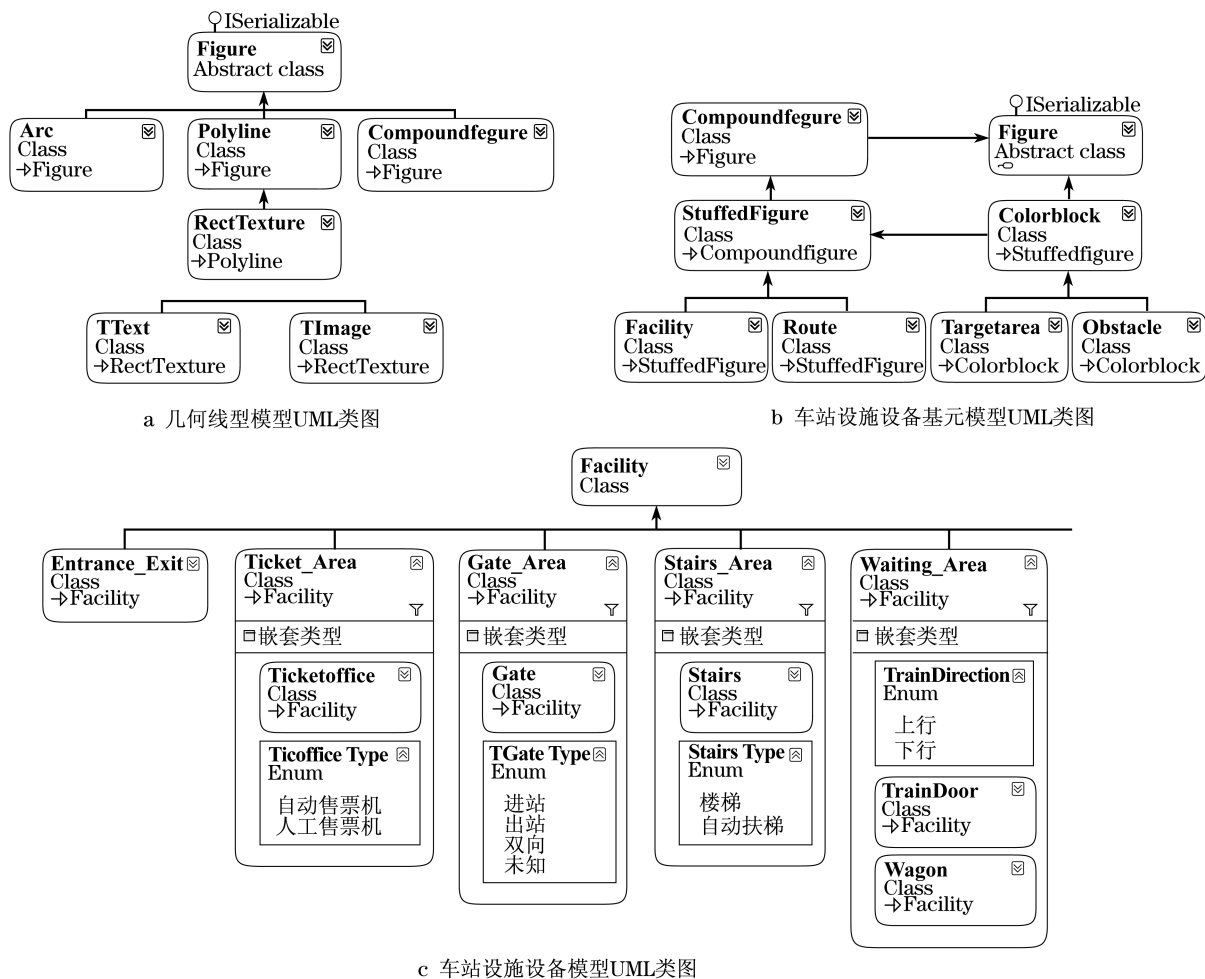 ISerializable
Figure
Abstract class
Arc
Class
Figure
Polyline
Class
Figure
Compoundfegure
Class
Figure
RectTexture
Class
Polyline
TText
Class
RectTexture
TImage
Class
RectTexture
a 几何线型模型UML类图
Compoundfegure
Class
Figure
ISerializable
Figure
Abstract class
StuffedFigure
Class
Compoundfigure
Colorblock
Class
Stuffedfigure
Facility
Class
StuffedFigure
Route
Class
StuffedFigure
Targetarea
Class
Colorblock
Obstacle
Class
Colorblock
b 车站设施设备基元模型UML类图
Facility
Class
Entrance_Exit
Class
Facility
Ticket_Area
Class
Facility
嵌套类型
Ticketoffice
Class
Facility
Ticoffice Type
Enum
自动售票机
人工售票机
Gate_Area
Class
Facility
嵌套类型
Gate
Class
Facility
TGate Type
Enum
进站
出站
双向
未知
Stairs_Area
Class
Facility
嵌套类型
Stairs
Class
Facility
Stairs Type
Enum
楼梯
自动扶梯
Waiting_Area
Class
Facility
嵌套类型
TrainDirection
Enum
上行
下行
TrainDoor
Class
Facility
Wagon
Class
Facility
c 车站设施设备模型UML类图